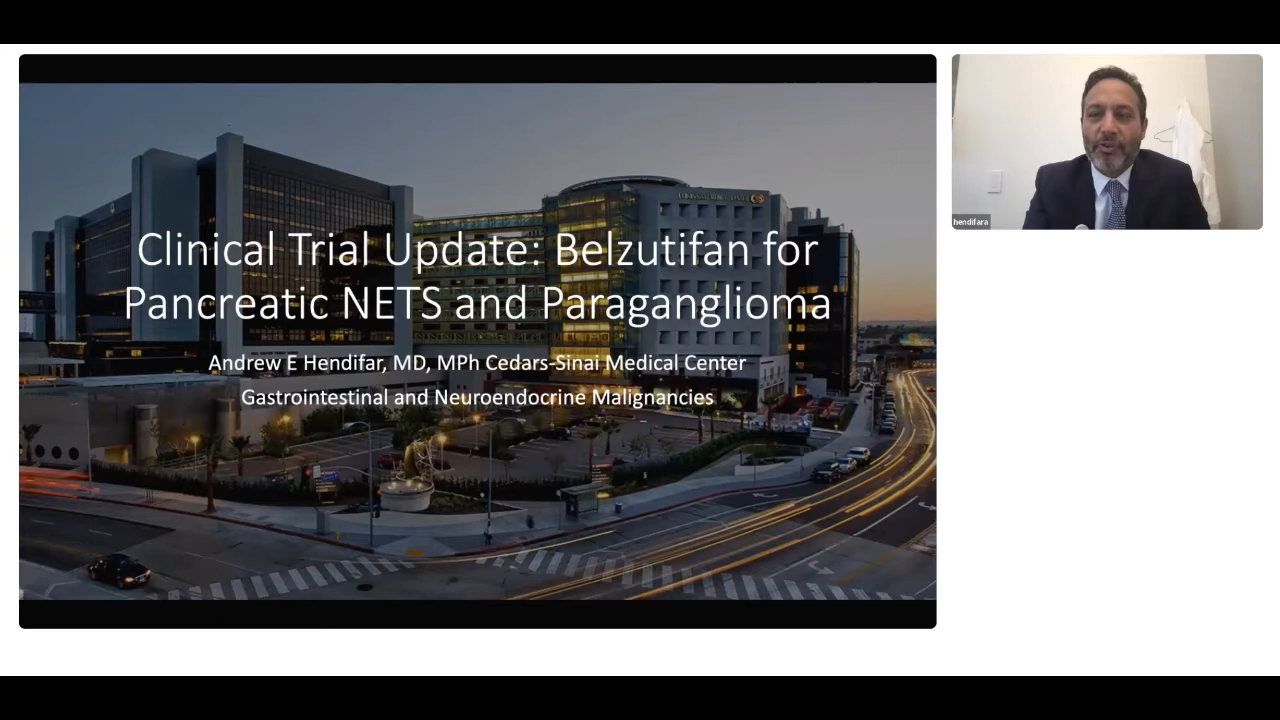 Clinical Trial Update: Belzutifan for
Pancreatic NETS and Paraganglioma
Andrew E Hendifar, MD, MPh Cedars-Sinai Medical Center
Gastrointestinal and Neuroendocrine Malignancies
hendifara